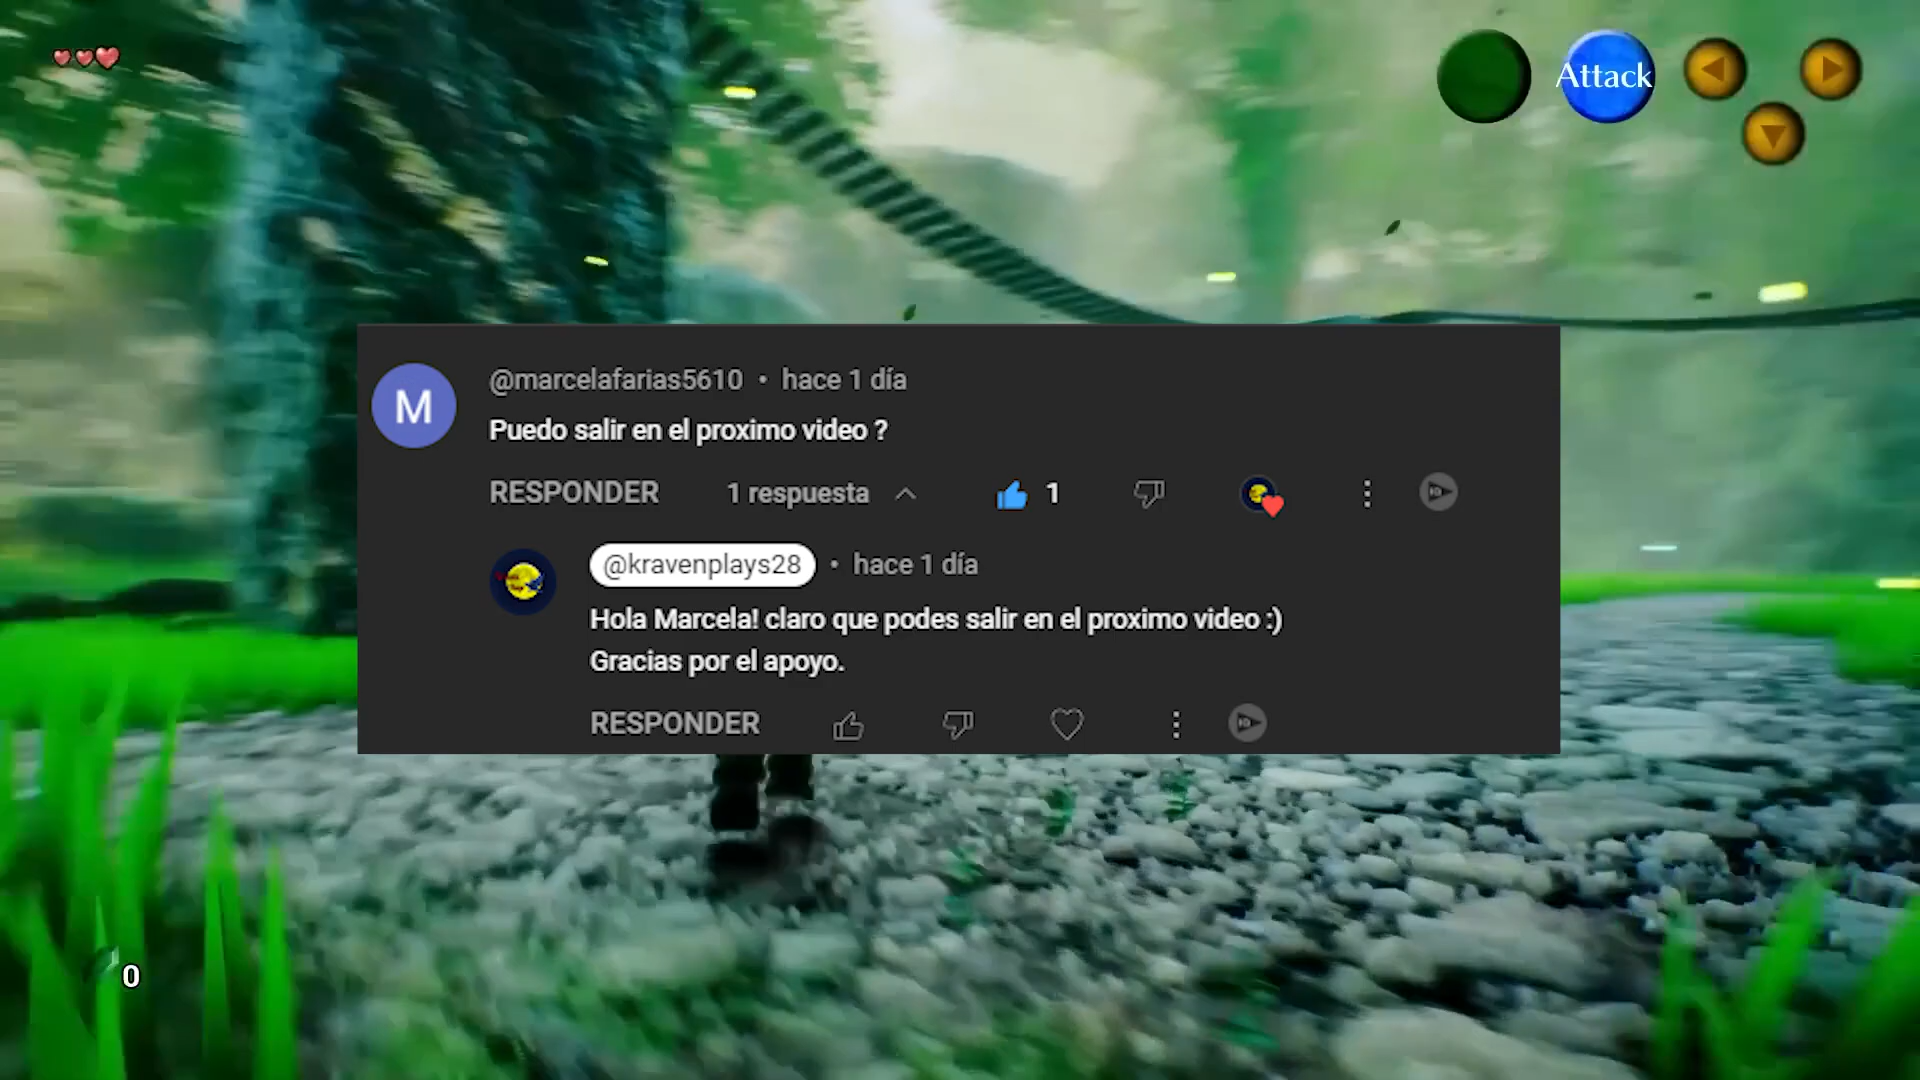 Attack
M
@marcelafarias5610 • hace 1 día
Puedo salir en el proximo video ?
RESPONDER 1 respuesta 1
@kravenplays28 • hace 1 día
Hola Marcela! claro que podes salir en el proximo video :)
Gracias por el apoyo.
RESPONDER
0